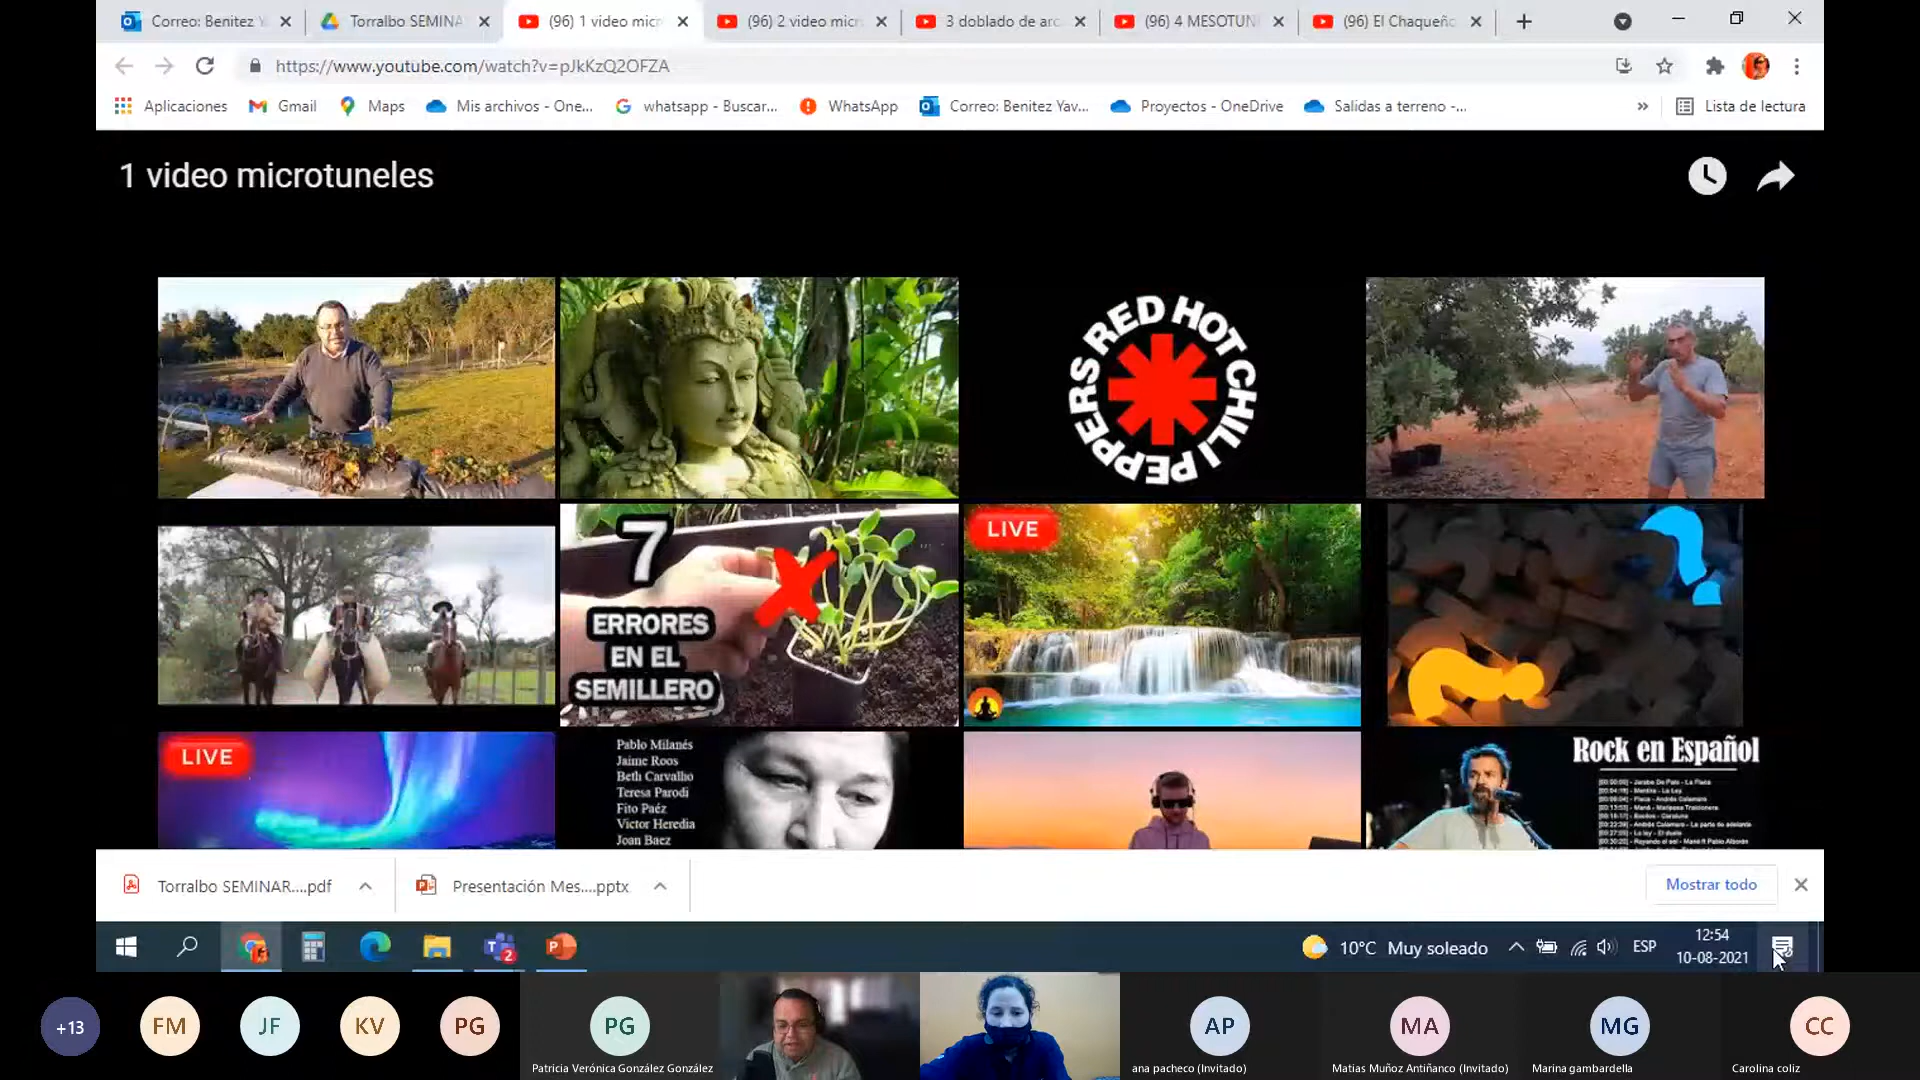 Correo: Benitez Y
Torralbo SEMINA
(96) 1 video micr
(96) 2 video micr
3 doblado de arc
(96) 4 MESOTUN
(96) El Chaqueño
https://www.youtube.com/watch?v=pJkKzQ2OFZA
Aplicaciones
Gmail
Maps
Mis archivos - One...
whatsapp - Buscar...
WhatsApp
Correo: Benitez Yav...
Proyectos - OneDrive
Salidas a terreno -...
»
Lista de lectura
1 video microtuneles
RED HOT CHILI PEPPERS
7
ERRORES
EN EL
SEMILLERO
LIVE
LIVE
Pablo Milanés
Jaime Roos
Beth Carvalho
Teresa Parodi
Fito Paéz
Victor Heredia
Joan Baez
Rock en Español
Torralbo SEMINAR....pdf
Presentación Mes....pptx
Mostrar todo
2
10°C Muy soleado
ESP
12:54
10-08-2021
+13
FM
JF
KV
PG
PG
Patricia Verónica González González
AP
ana pacheco (Invitado)
MA
Matias Muñoz Antiñanco (Invitado)
MG
Marina gambardella
CC
Carolina coliz